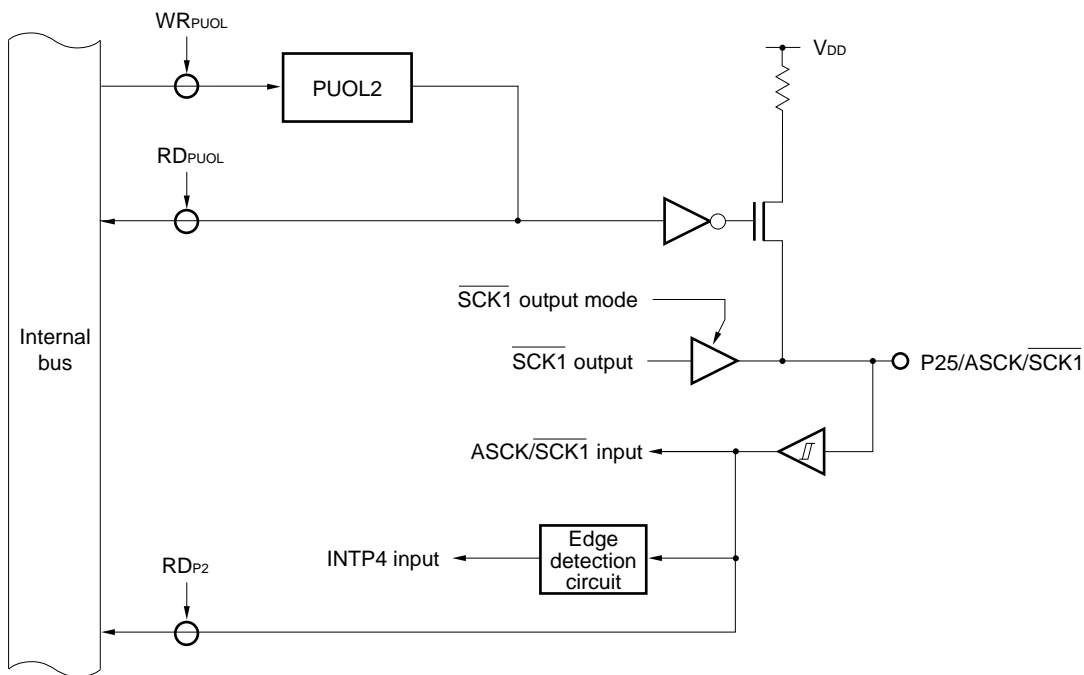 WRPUOL
VDD
PUOL2
RDPUOL
SCK1 output mode
Internal
bus
SCK1 output
P25/ASCK/SCK1
ASCK/SCK1 input
INTP4 input
Edge
detection
circuit
RDP2